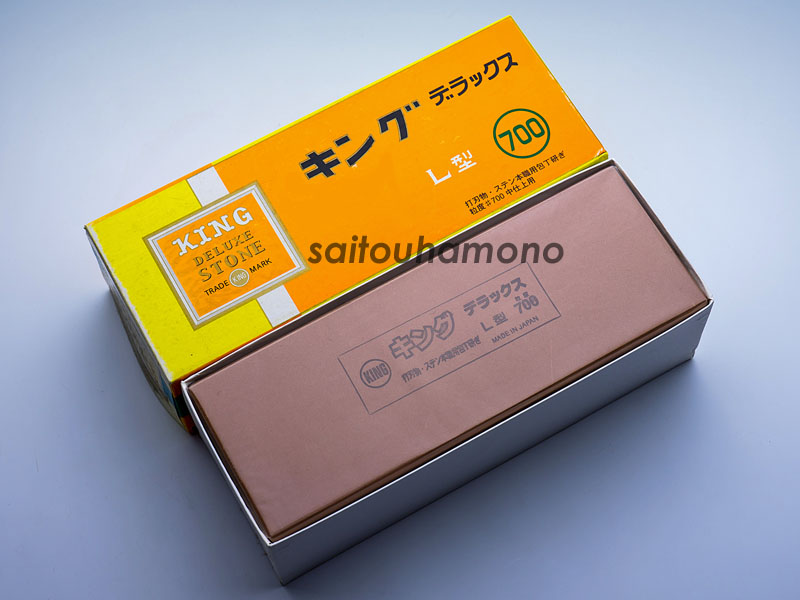 キング デラックス
L型 700
打刃物・ステン本職用包丁研ぎ
粒度#700 中仕上用
KING
DELUXE
STONE
TRADE KING MARK
saitouhamono
KING
キング デラックス
L型 700
打刃物・ステン本職用包丁研ぎ
MADE IN JAPAN